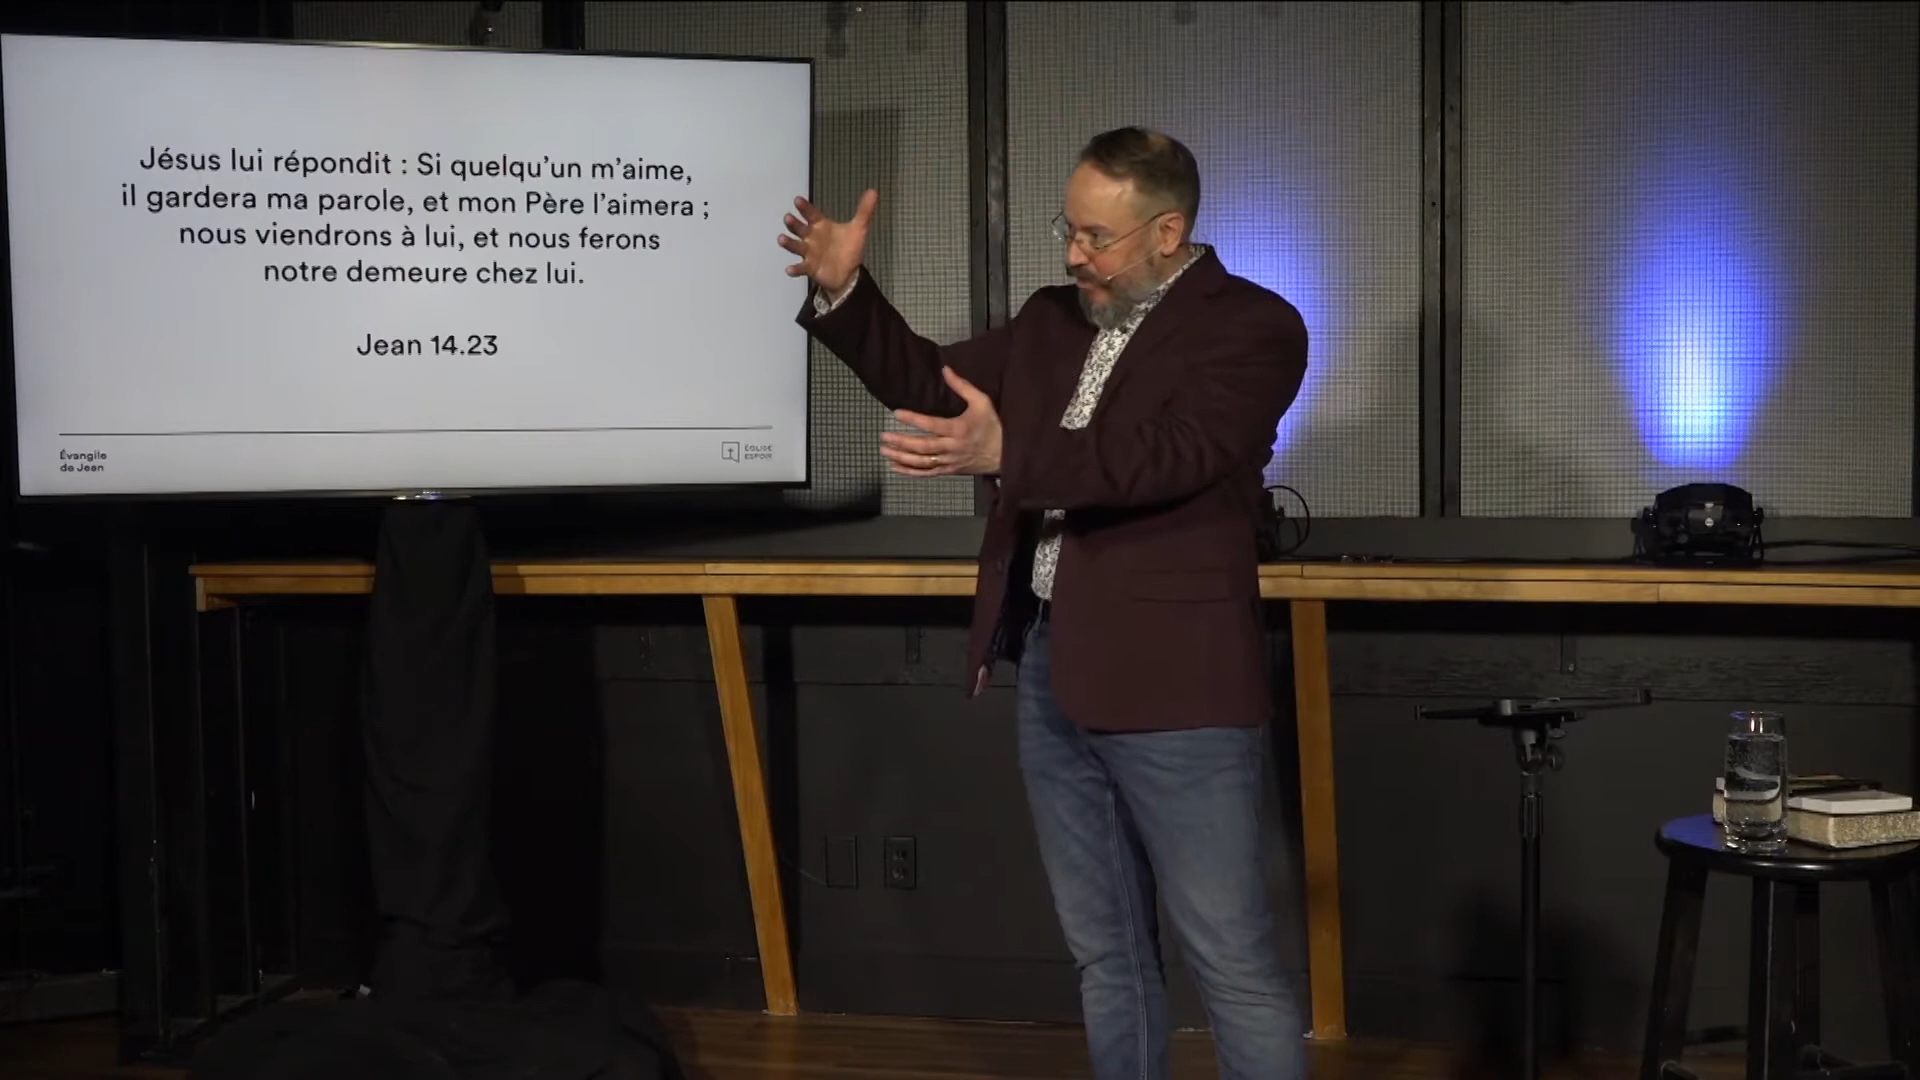 Jésus lui répondit : Si quelqu’un m’aime,
il gardera ma parole, et mon Père l’aimera ;
nous viendrons à lui, et nous ferons
notre demeure chez lui.
Jean 14.23
Évangile
de Jean
ÉGLISE
ESPOIR